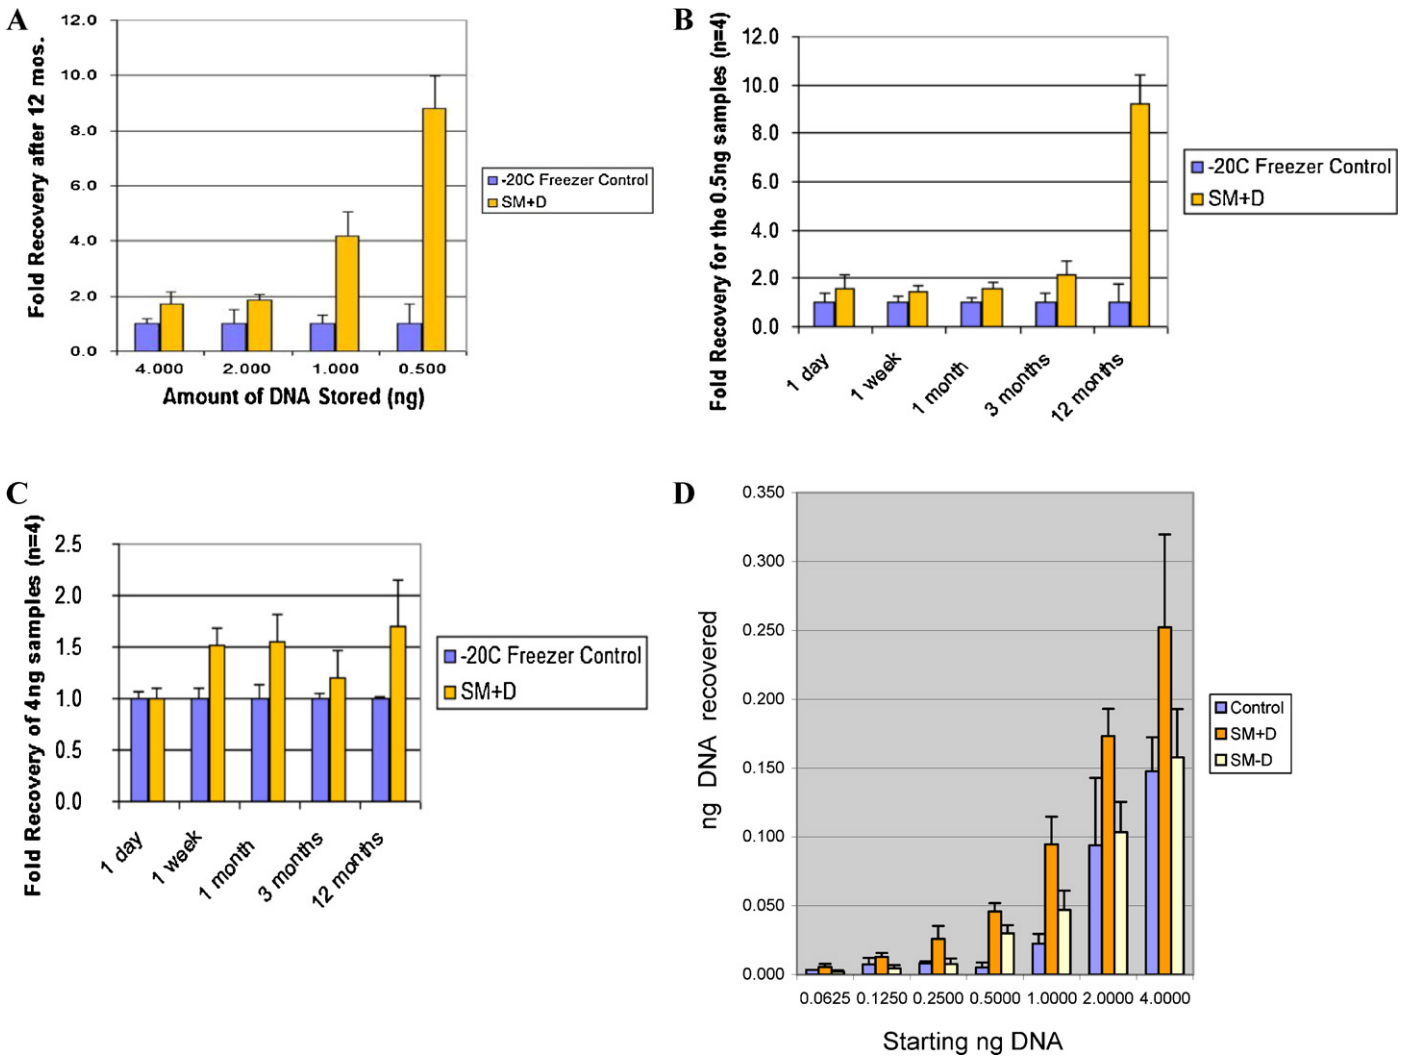 A
Fold Recovery after 12 mos.
12.0
10.0
8.0
6.0
4.0
2.0
0.0
4.000 2.000 1.000 0.500
Amount of DNA Stored (ng)
-20C Freezer Control
SM+D
B
Fold Recovery for the 0.5ng samples (n=4)
12.0
10.0
8.0
6.0
4.0
2.0
0.0
1 day 1 week 1 month 3 months 12 months
-20C Freezer Control
SM+D
C
Fold Recovery of 4ng samples (n=4)
2.5
2.0
1.5
1.0
0.5
0.0
1 day 1 week 1 month 3 months 12 months
-20C Freezer Control
SM+D
D
ng DNA recovered
0.350
0.300
0.250
0.200
0.150
0.100
0.050
0.000
0.0625 0.1250 0.2500 0.5000 1.0000 2.0000 4.0000
Starting ng DNA
Control
SM+D
SM-D